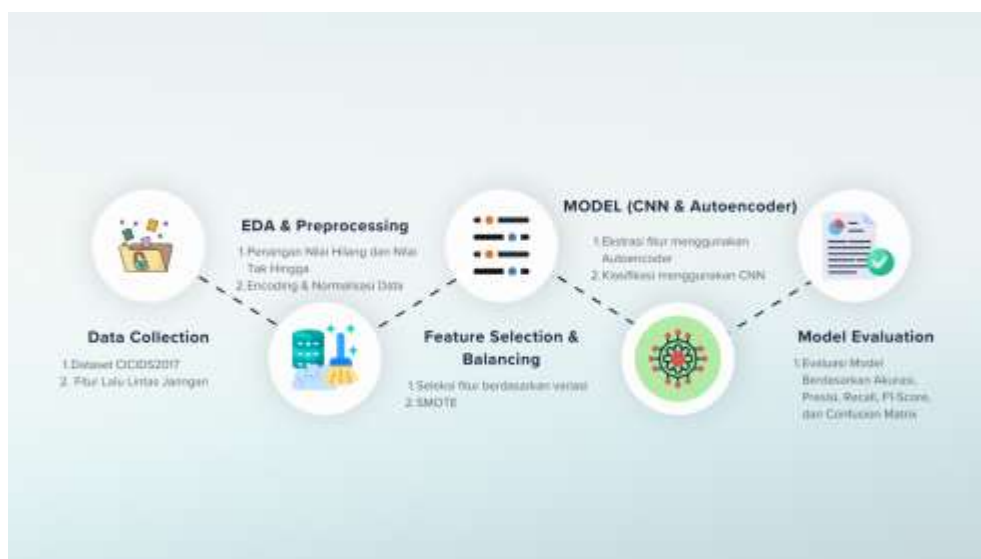 Data Collection
1. Dataset CICIDS2017
2. Fitur Lalu Lintas Jaringan
EDA & Preprocessing
1. Nilai Hilang dan Nilai
Tak Hingga
2. Encoding & Normalisasi Data
Feature Selection &
Balancing
1. Seleksi fitur berdasarkan variasi
2. SMOTE
MODEL (CNN & Autoencoder)
1. fitur menggunakan
Autoencoder
2. Klasifikasi menggunakan CNN
Model Evaluation
1. Evaluasi Model
Berdasarkan Akurasi,
Presisi, Recall, F1-Score,
dan Confusion Matrix